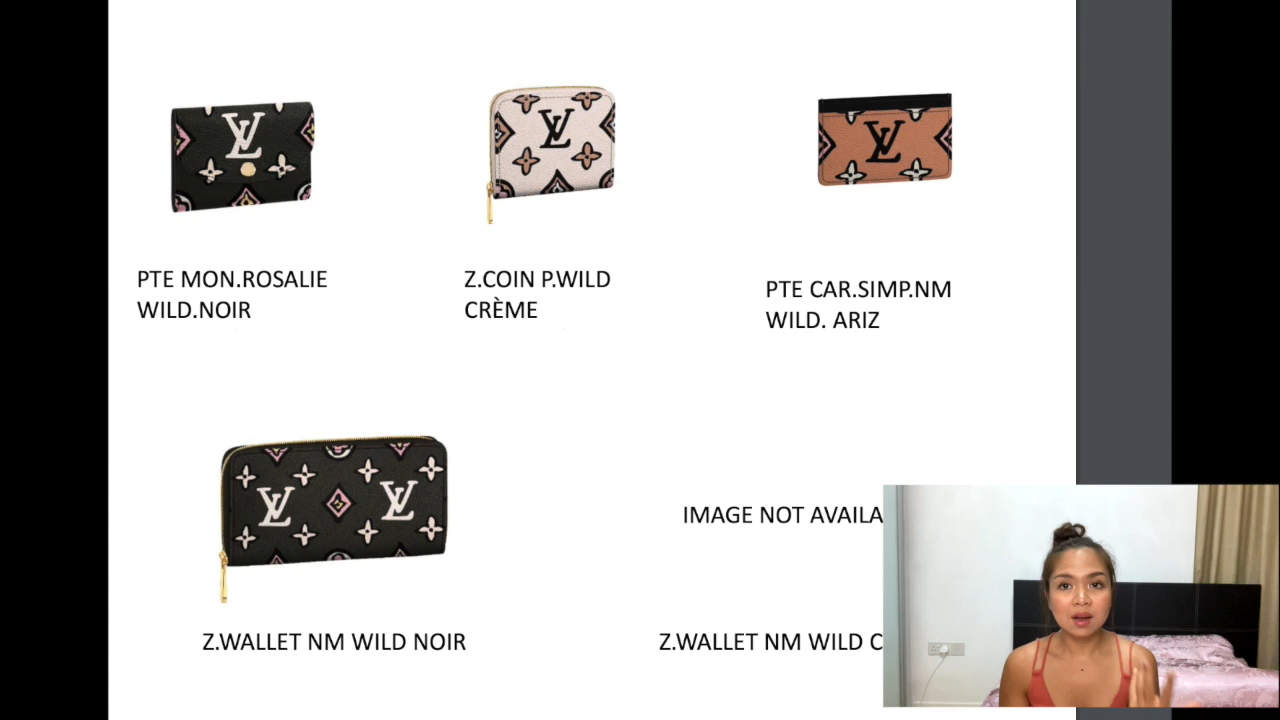 PTE MON.ROSALIE
WILD.NOIR
Z.COIN P.WILD
CRÈME
PTE CAR.SIMP.NM
WILD. ARIZ
IMAGE NOT AVAILA
Z.WALLET NM WILD NOIR
Z.WALLET NM WILD C